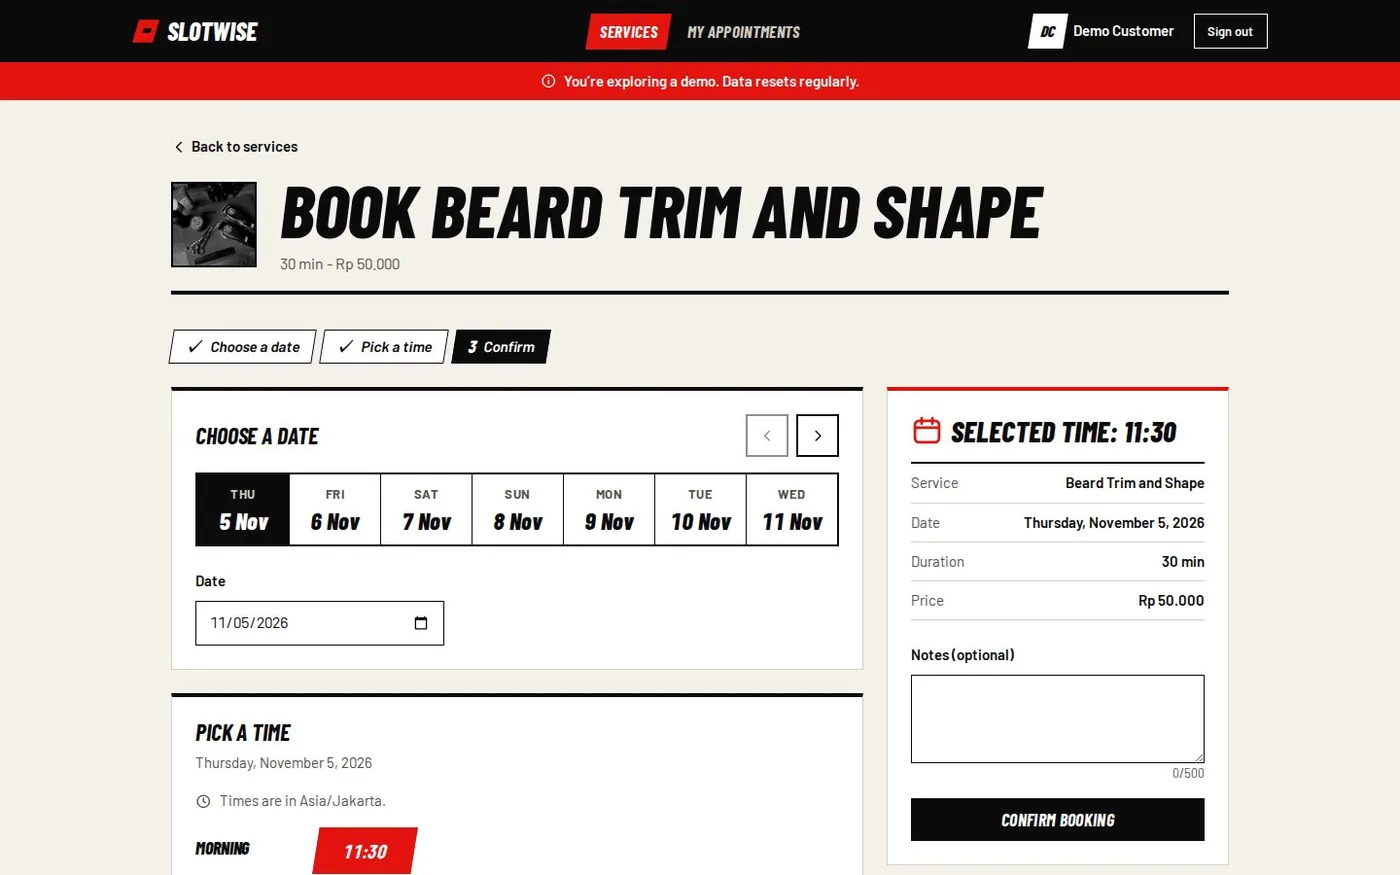 SLOTWISE
SERVICES
MY APPOINTMENTS
DC
Demo Customer
Sign out
You're exploring a demo. Data resets regularly.
Back to services
BOOK BEARD TRIM AND SHAPE
30 min - Rp 50.000
Choose a date
Pick a time
3 Confirm
CHOOSE A DATE
THU FRI SAT SUN MON TUE WED
5 Nov 6 Nov 7 Nov 8 Nov 9 Nov 10 Nov 11 Nov
Date
11/05/2026
PICK A TIME
Thursday, November 5, 2026
Times are in Asia/Jakarta.
MORNING
11:30
SELECTED TIME: 11:30
Service Beard Trim and Shape
Date Thursday, November 5, 2026
Duration 30 min
Price Rp 50.000
Notes (optional)
0/500
CONFIRM BOOKING